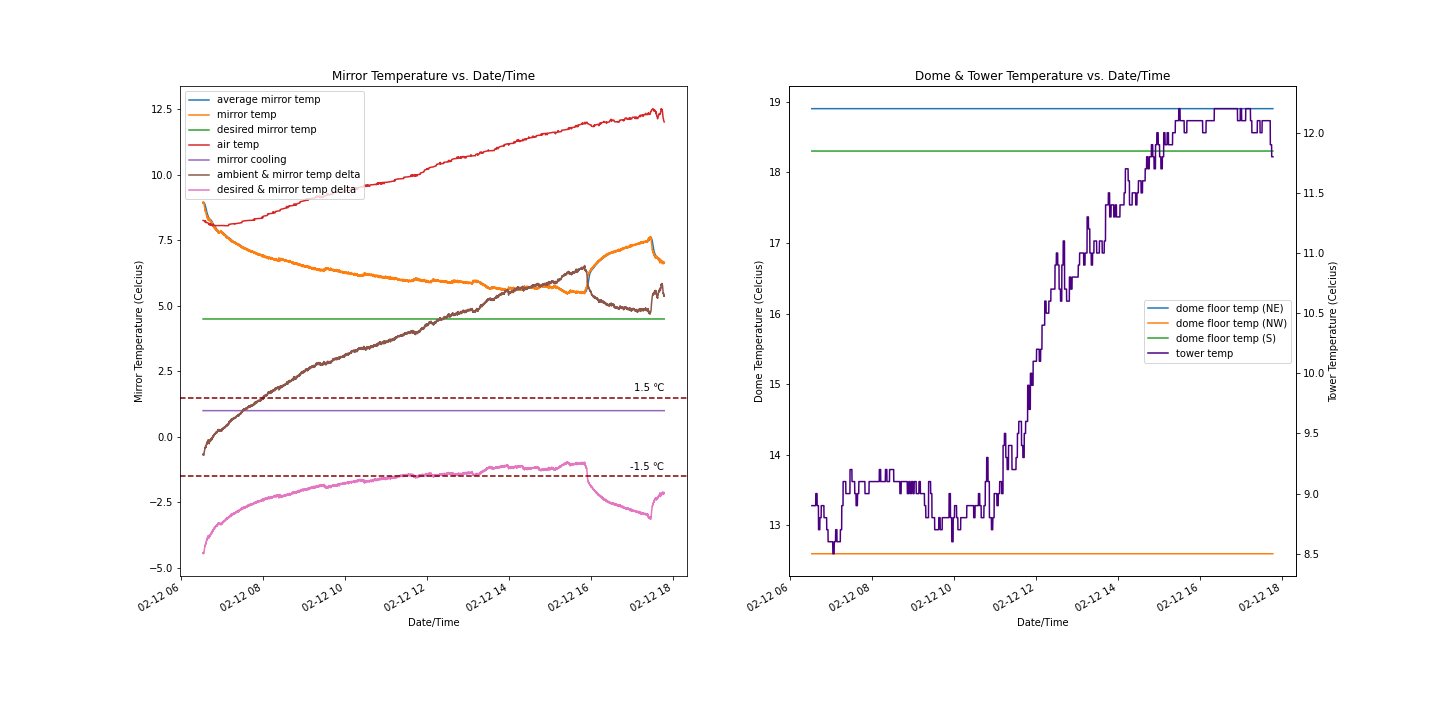 Mirror Temperature vs. Date/Time
12.5
10.0
7.5
5.0
2.5
0.0
−2.5
−5.0
Mirror Temperature (Celcius)
average mirror temp
mirror temp
desired mirror temp
air temp
mirror cooling
ambient & mirror temp delta
desired & mirror temp delta
1.5 °C
-1.5 °C
02-12 06
02-12 08
02-12 10
02-12 12
02-12 14
02-12 16
02-12 18
Date/Time
Dome & Tower Temperature vs. Date/Time
19
18
17
16
15
14
13
Dome Temperature (Celcius)
dome floor temp (NE)
dome floor temp (NW)
dome floor temp (S)
tower temp
12.0
11.5
11.0
10.5
10.0
9.5
9.0
8.5
Tower Temperature (Celcius)
02-12 06
02-12 08
02-12 10
02-12 12
02-12 14
02-12 16
02-12 18
Date/Time